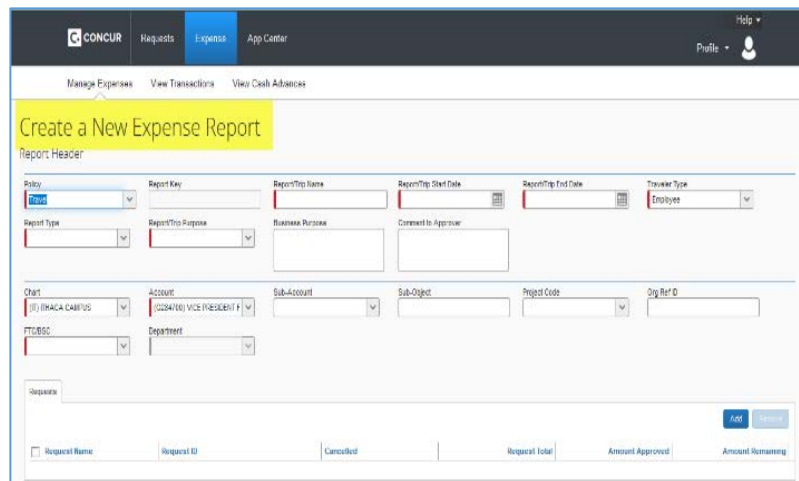 Help
C. CONCUR Requests Expense App Center Profile
Manage Expenses View Transactions View Cash Advances
Create a New Expense Report
Report Header
Policy Report Key Report/Trip Name Report/Trip Start Date Report/Trip End Date Traveler Type
Travel Employee
Report Type Report/Trip Purpose Business Purpose Comment to Approver
Chart Account Sub-Account Sub-Object Project Code Org Ref ID
(IT) ITHACA CAMPUS (G284700) VICE PRESIDENT F
FTC/BSC Department
Requests
Add Remove
Request Name Request ID Cancelled Request Total Amount Approved Amount Remaining